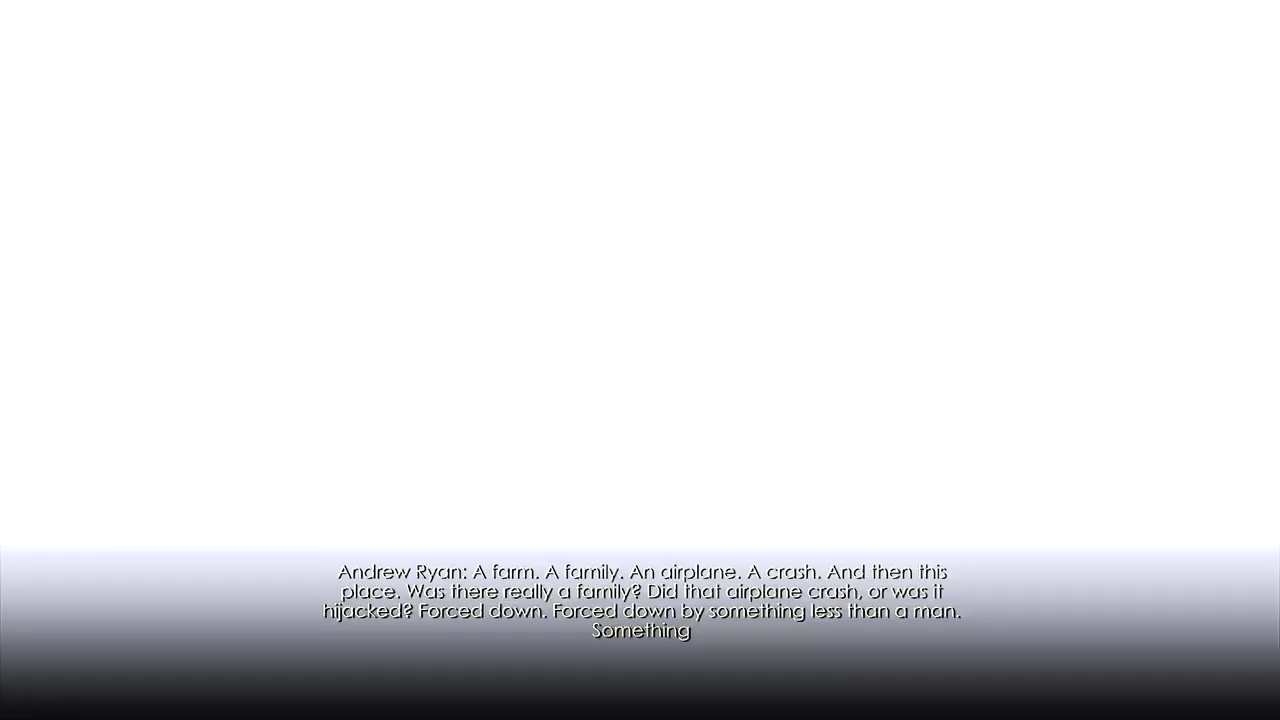 Andrew Ryan: A farm. A family. An airplane. A crash. And then this
place. Was there really a family? Did that airplane crash, or was it
hijacked? Forced down. Forced down by something less than a man.
Something